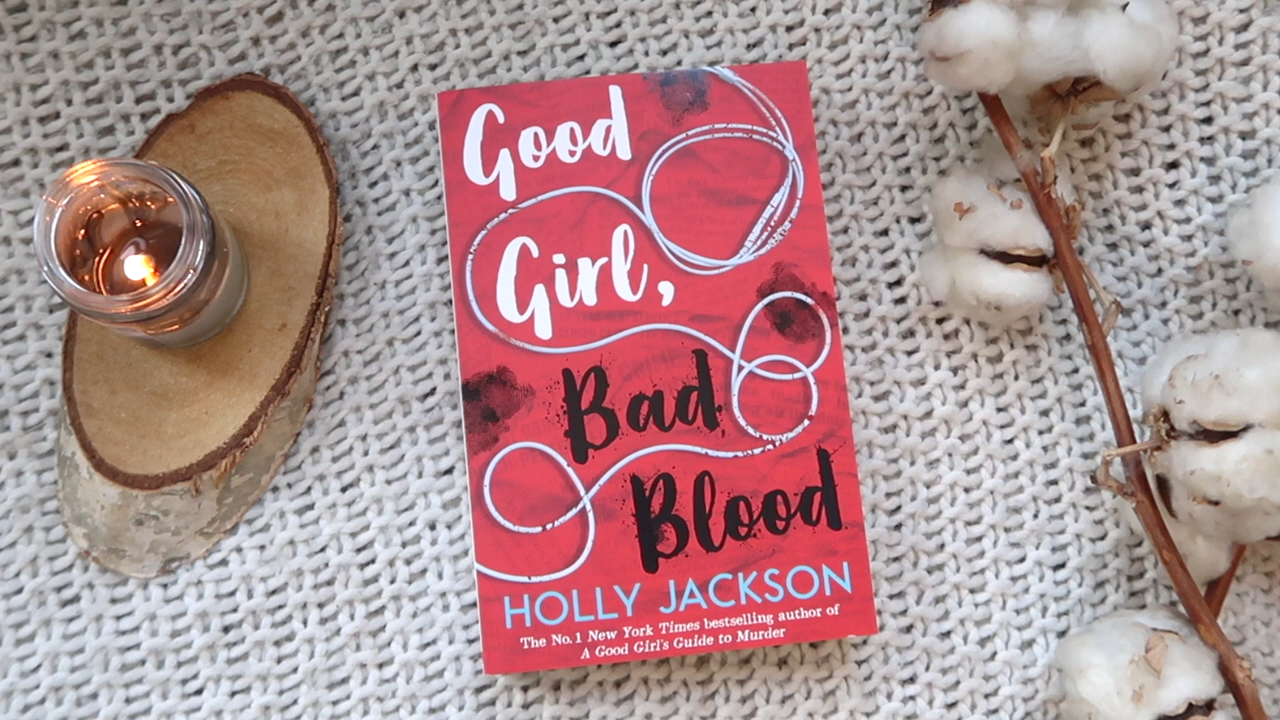 Good
Girl,
Bad
Blood
HOLLY JACKSON
The No.1 New York Times bestselling author of
A Good Girl's Guide to Murder